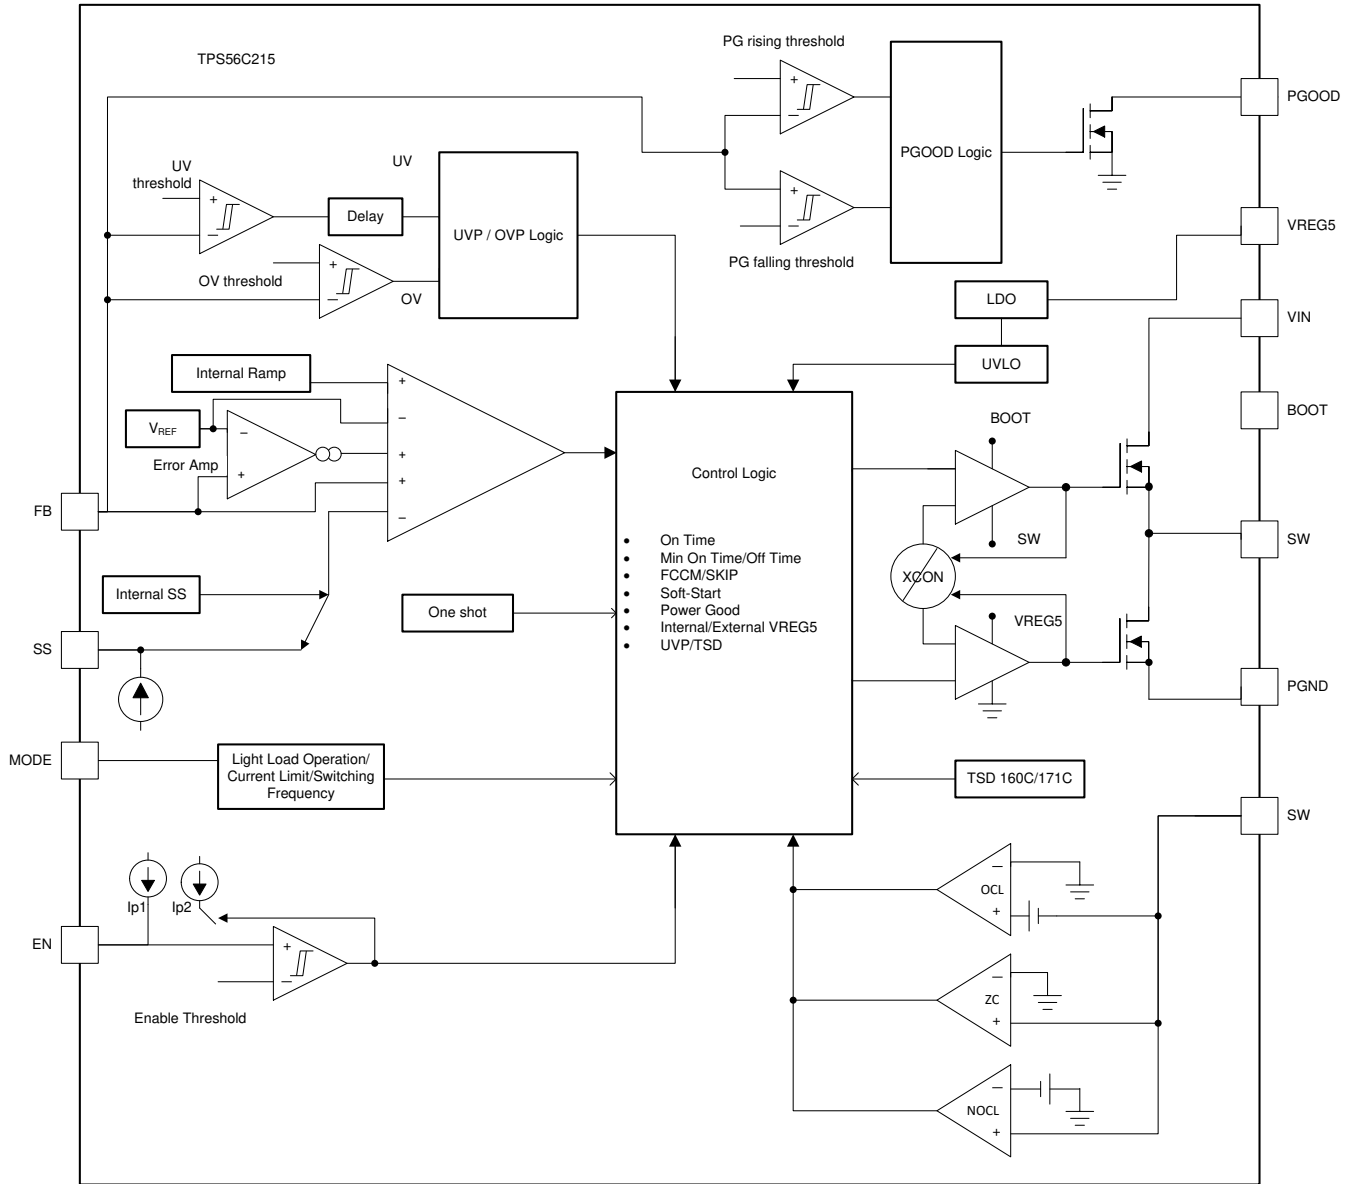 TPS56C215
PG rising threshold
+
−
PGOOD Logic
PGOOD
UV
threshold
+
−
Delay
UV
UVP / OVP Logic
+
−
PG falling threshold
VREG5
OV threshold
+
−
OV
LDO
UVLO
VIN
BOOT
Internal Ramp
VREF
Error Amp
−
+
+
−
+
+
−
FB
Control Logic
• On Time
• Min On Time/Off Time
• FCCM/SKIP
• Soft-Start
• Power Good
• Internal/External VREG5
• UVP/TSD
BOOT
SW
XCON
VREG5
SW
PGND
Internal SS
One shot
SS
MODE
Light Load Operation/
Current Limit/Switching
Frequency
TSD 160C/171C
SW
Ip1
Ip2
EN
+
−
Enable Threshold
−
OCL
+
−
ZC
+
−
NOCL
+